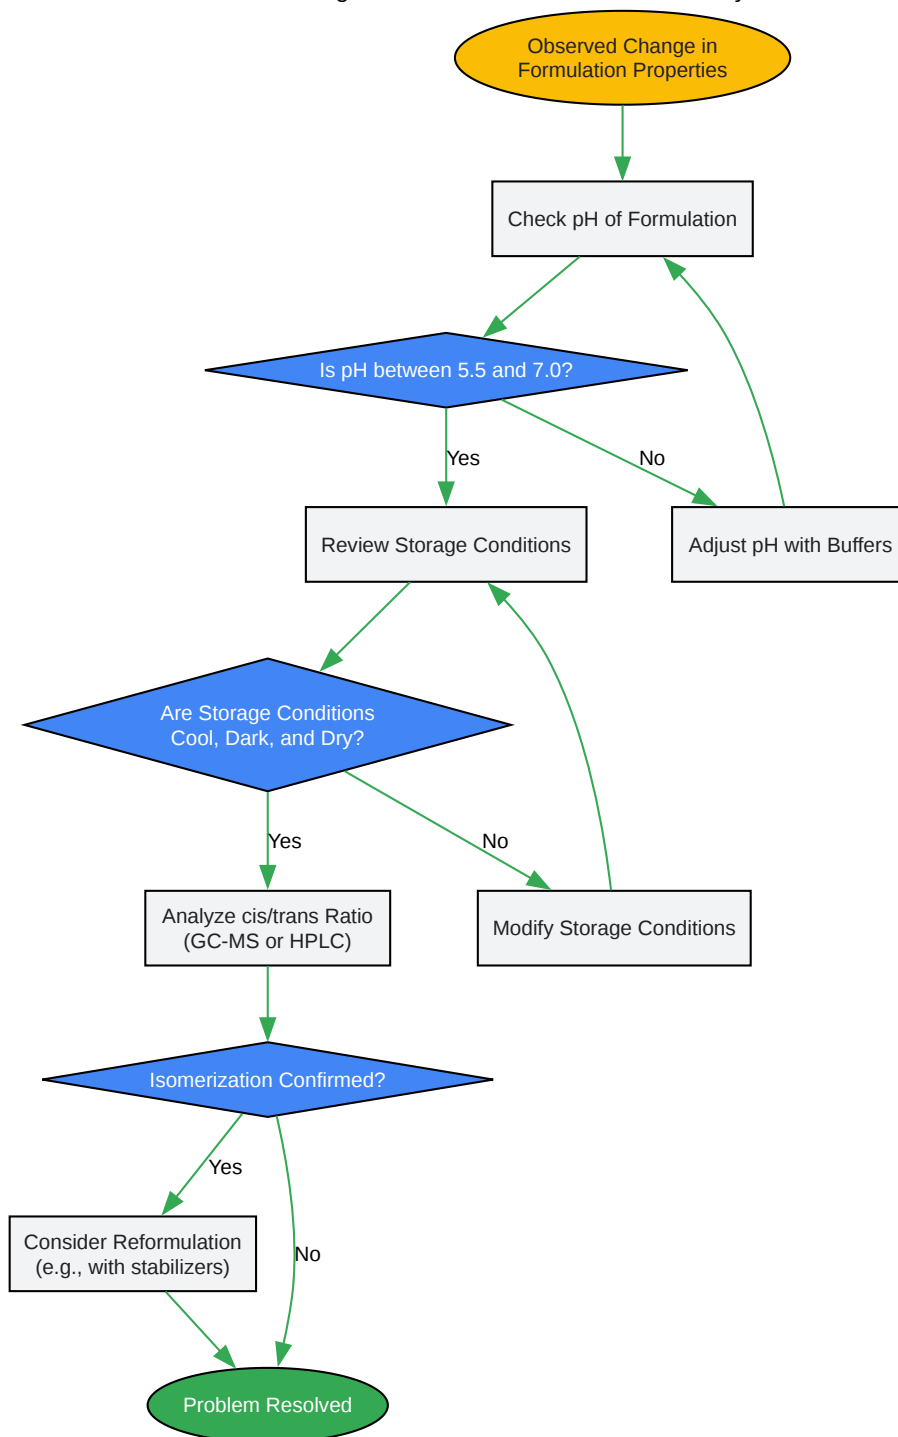 Observed Change in
Formulation Properties
Check pH of Formulation
Is pH between 5.5 and 7.0?
Yes
No
Review Storage Conditions
Adjust pH with Buffers
Are Storage Conditions
Cool, Dark, and Dry?
Yes
No
Analyze cis/trans Ratio
(GC-MS or HPLC)
Modify Storage Conditions
Isomerization Confirmed?
Yes
Consider Reformulation
(e.g., with stabilizers)
No
Problem Resolved